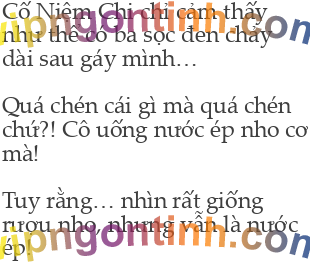 Cố Niệm Chi chỉ cảm thấy
như thể có ba sọc đen chảy
dài sau gáy mình…
Quá chén cái gì mà quá chén
chứ?! Cô uống nước ép nho cơ
mà!
Tuy rằng… nhìn rất giống
rượu nho, nhưng vẫn là nước
ép!